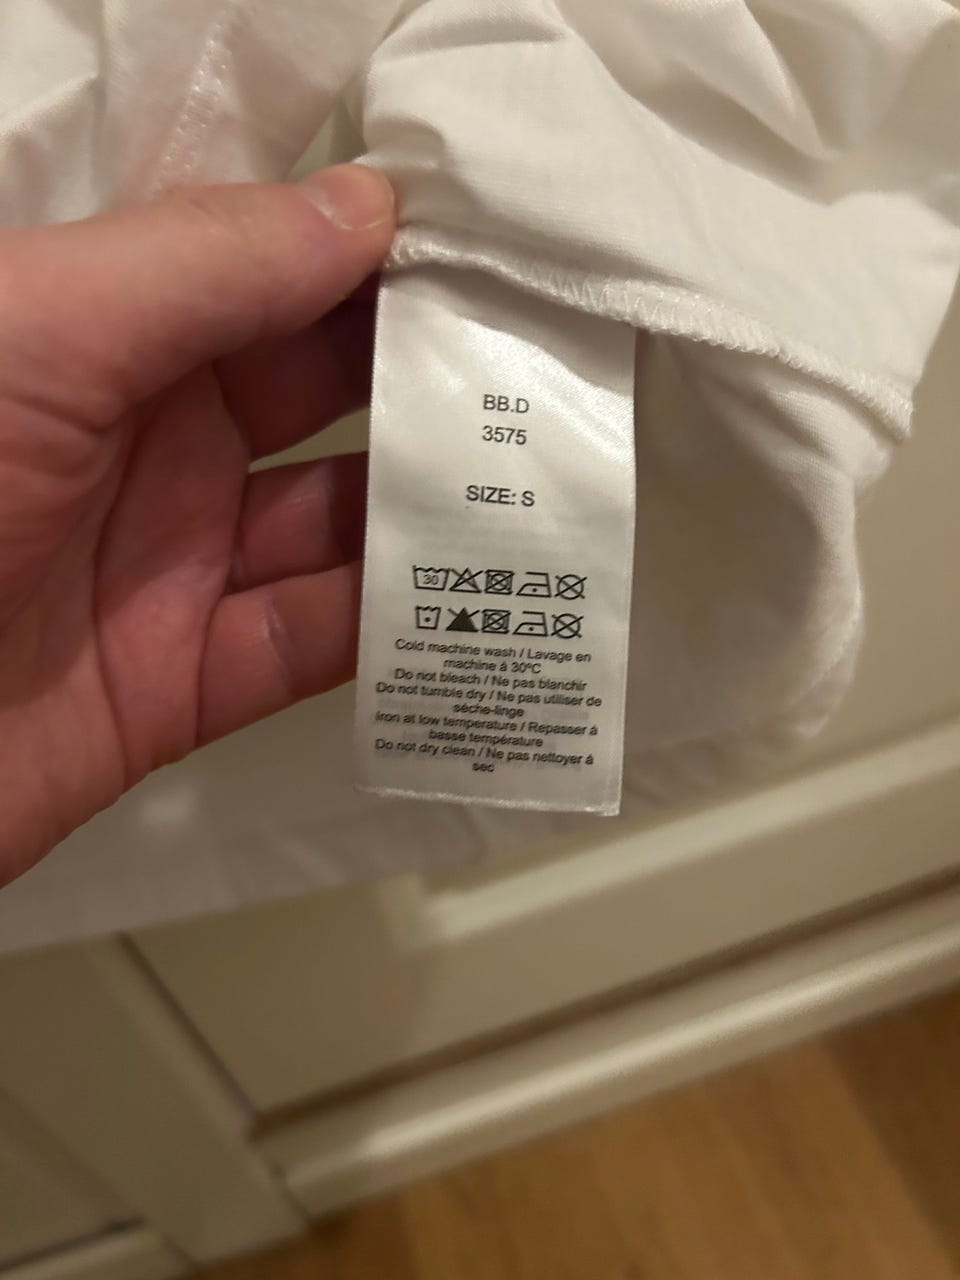 BB.D
3575
SIZE: S
30
Cold machine wash / Lavage en
machine à 30°C
Do not bleach / Ne pas blanchir
Do not tumble dry / Ne pas utiliser de
sèche-linge
Iron at low temperature / Repasser à
basse température
Do not dry clean / Ne pas nettoyer à
sec